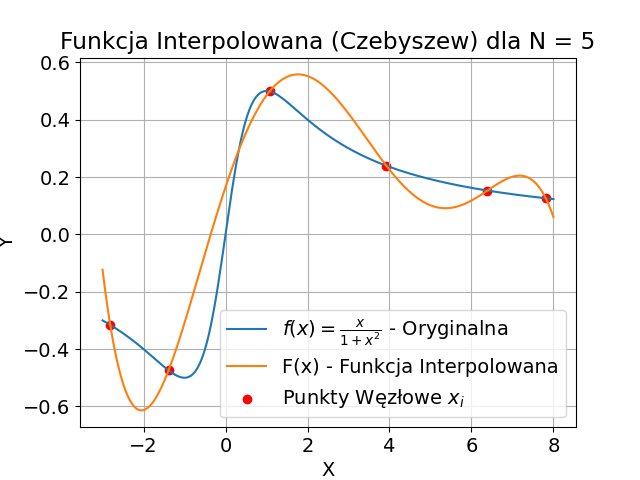 Funkcja Interpolowana (Czebyszew) dla N = 5
0.6
0.4
0.2
0.0
−0.2
−0.4
−0.6
Y
f(x) = x/(1 + x²) - Oryginalna
F(x) - Funkcja Interpolowana
Punkty Węzłowe xᵢ
−2 0 2 4 6 8
X